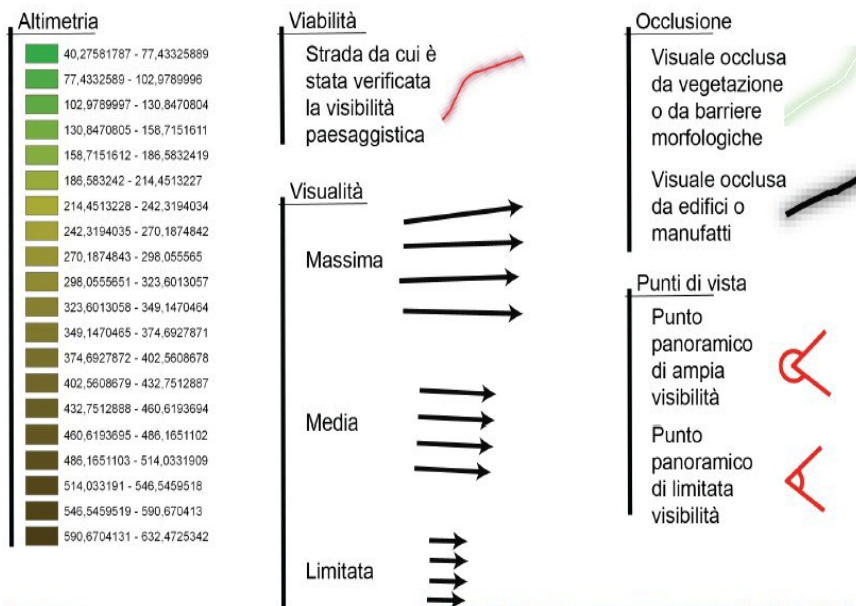 Altimetria
40,27581787 - 77,43325889
77,4332589 - 102,9789996
102,9789997 - 130,8470804
130,8470805 - 158,7151611
158,7151612 - 186,5832419
186,583242 - 214,4513227
214,4513228 - 242,3194034
242,3194035 - 270,1874842
270,1874843 - 298,055565
298,0555651 - 323,6013057
323,6013058 - 349,1470464
349,1470465 - 374,6927871
374,6927872 - 402,5608678
402,5608679 - 432,7512887
432,7512888 - 460,6193694
460,6193695 - 486,1651102
486,1651103 - 514,0331909
514,033191 - 546,5459518
546,5459519 - 590,670413
590,6704131 - 632,4725342
Viabilità
Strada da cui è
stata verificata
la visibilità
paesaggistica
Visualità
Massima
Media
Limitata
Occlusione
Visuale occlusa
da vegetazione
o da barriere
morfologiche
Visuale occlusa
da edifici o
manufatti
Punti di vista
Punto
panoramico
di ampia
visibilità
Punto
panoramico
di limitata
visibilità